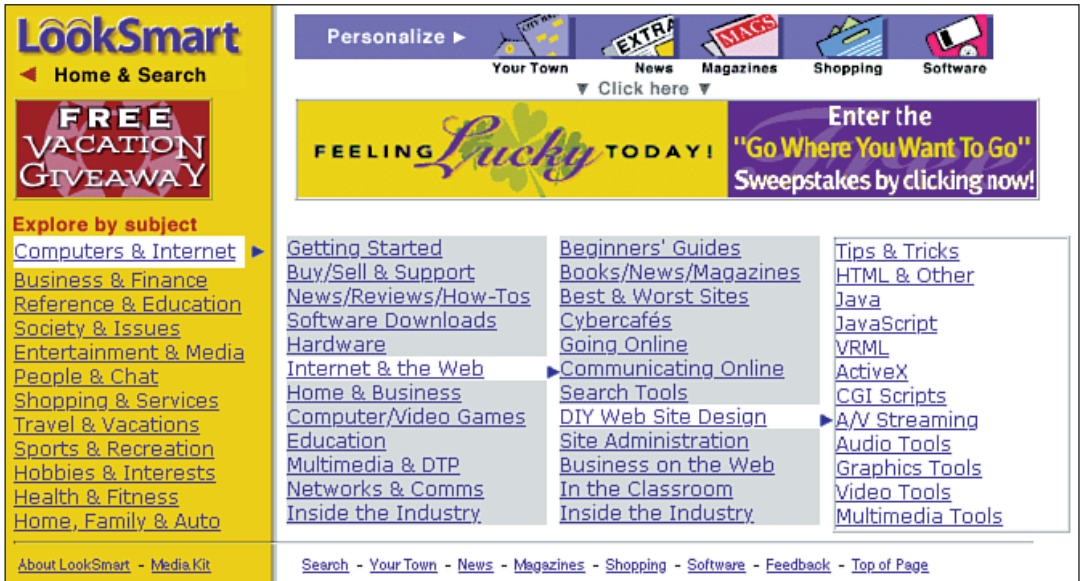 LookSmart
Home & Search
FREE
VACATION
GIVEAWAY
Explore by subject
Computers & Internet
Business & Finance
Reference & Education
Society & Issues
Entertainment & Media
People & Chat
Shopping & Services
Travel & Vacations
Sports & Recreation
Hobbies & Interests
Health & Fitness
Home, Family & Auto
About LookSmart - Media Kit
Personalize
EXTRA
MAGS
Your Town
News
Magazines
Shopping
Software
Click here
FEELING Lucky TODAY!
Enter the
"Go Where You Want To Go"
Sweepstakes by clicking now!
Getting Started
Buy/Sell & Support
News/Reviews/How-Tos
Software Downloads
Hardware
Internet & the Web
Home & Business
Computer/Video Games
Education
Multimedia & DTP
Networks & Comms
Inside the Industry
Beginners' Guides
Books/News/Magazines
Best & Worst Sites
Cybercafés
Going Online
Communicating Online
Search Tools
DIY Web Site Design
Site Administration
Business on the Web
In the Classroom
Inside the Industry
Tips & Tricks
HTML & Other
Java
JavaScript
VRML
ActiveX
CGI Scripts
A/V Streaming
Audio Tools
Graphics Tools
Video Tools
Multimedia Tools
Search - Your Town - News - Magazines - Shopping - Software - Feedback - Top of Page